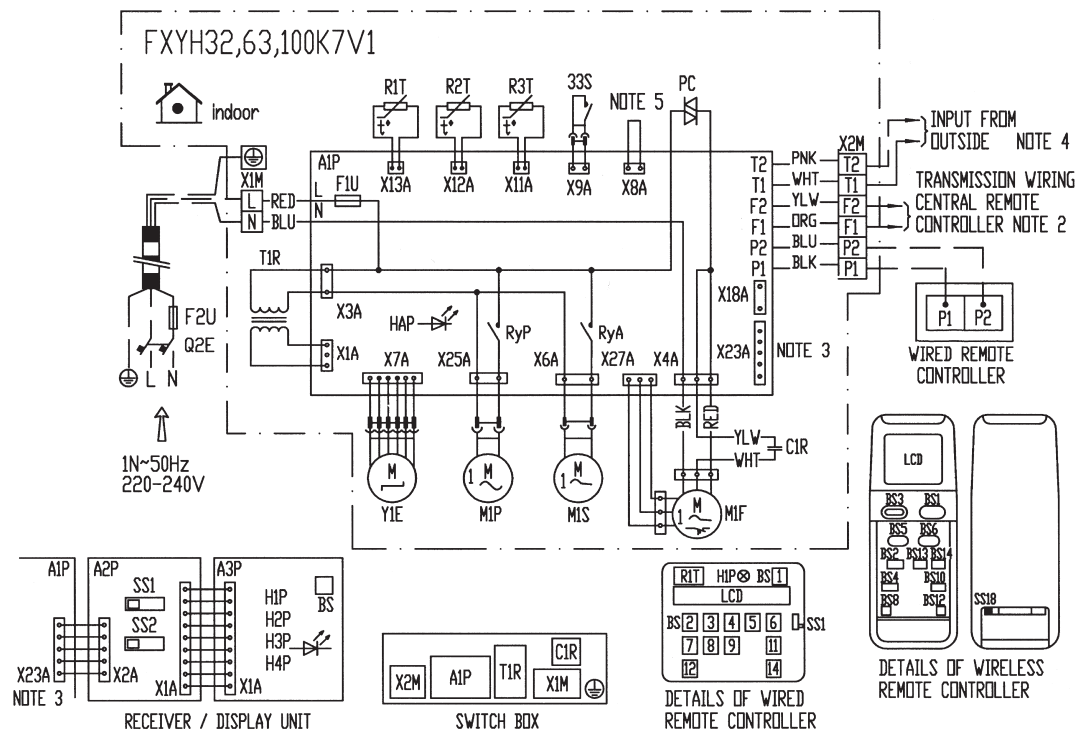 FXYH32,63,100K7V1
indoor
R1T
R2T
R3T
33S
NOTE 5
PC
t°
t°
t°
A1P
X13A
X12A
X11A
X9A
X8A
X2M
T2
PNK
T2
T1
WHT
T1
F2
YLW
F2
F1
ORG
F1
P2
BLU
P2
P1
BLK
P1
INPUT FROM
OUTSIDE NOTE 4
TRANSMISSION WIRING
CENTRAL REMOTE
CONTROLLER NOTE 2
X1M
L
RED
L
F1U
N
BLU
N
T1R
X3A
X1A
HAP
X7A
X25A
RyP
X6A
RyA
X27A
X4A
X18A
X23A
NOTE 3
P1
P2
WIRED REMOTE
CONTROLLER
F2U
Q2E
L N
1N~50Hz
220-240V
BLK
RED
YLW
WHT
C1R
M
Y1E
M
1
M1P
M
1
M1S
M
1
M1F
LCD
BS3
BS1
BS5
BS6
BS2
BS13
BS14
BS4
BS10
BS8
BS12
SS18
DETAILS OF WIRELESS
REMOTE CONTROLLER
A1P
A2P
A3P
SS1
SS2
H1P
H2P
H3P
H4P
BS
X23A
X2A
X1A
X1A
NOTE 3
RECEIVER / DISPLAY UNIT
X2M
A1P
T1R
C1R
X1M
SWITCH BOX
R1T
H1P
BS 1
LCD
BS 2 3 4 5 6
SS1
7 8 9 11
12 14
DETAILS OF WIRED
REMOTE CONTROLLER